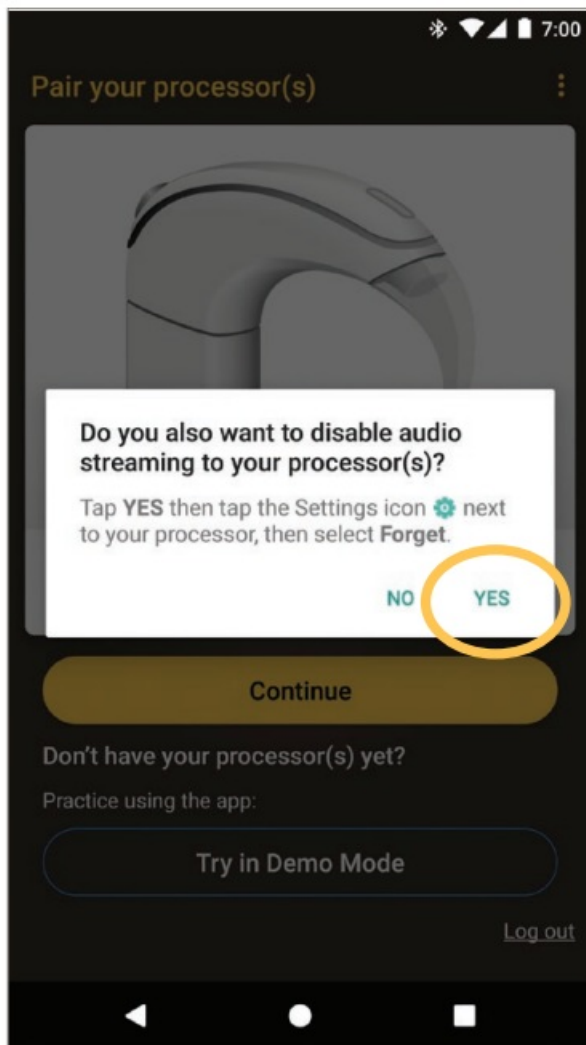 7:00
Pair your processor(s)
Do you also want to disable audio
streaming to your processor(s)?
Tap YES then tap the Settings icon next
to your processor, then select Forget.
NO YES
Continue
Don't have your processor(s) yet?
Practice using the app:
Try in Demo Mode
Log out